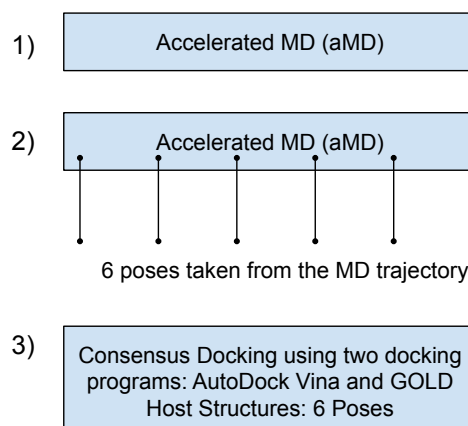 1)
Accelerated MD (aMD)
2)
Accelerated MD (aMD)
6 poses taken from the MD trajectory
3)
Consensus Docking using two docking
programs: AutoDock Vina and GOLD
Host Structures: 6 Poses